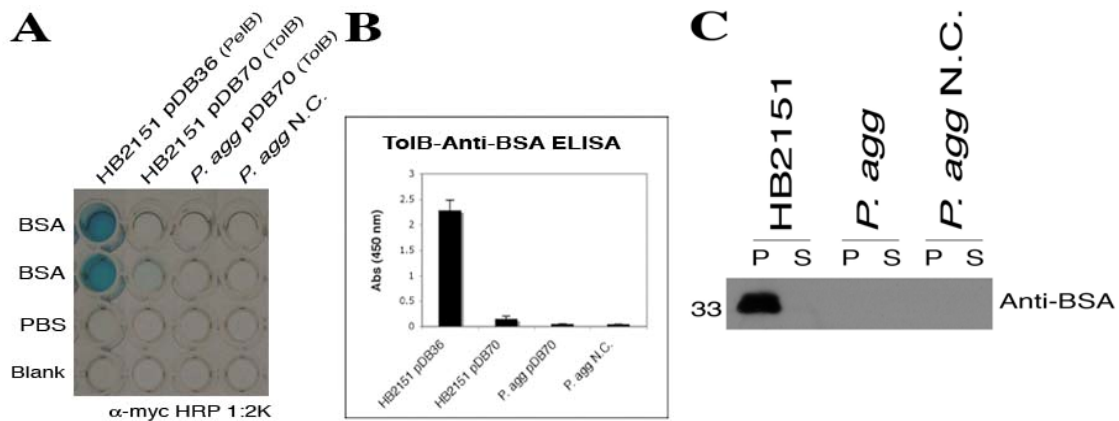 A
HB2151 pDB36 (PelB)
HB2151 pDB70 (TolB)
P. agg pDB70 (TolB)
P. agg N.C.
BSA
BSA
PBS
Blank
α-myc HRP 1:2K
B
TolB-Anti-BSA ELISA
3
2.5
2
1.5
1
0.5
0
Abs (450 nm)
HB2151 pDB36
HB2151 pDB70
P. agg pDB70
P. agg N.C.
C
HB2151
P. agg
P. agg N.C.
P S P S P S
33
Anti-BSA